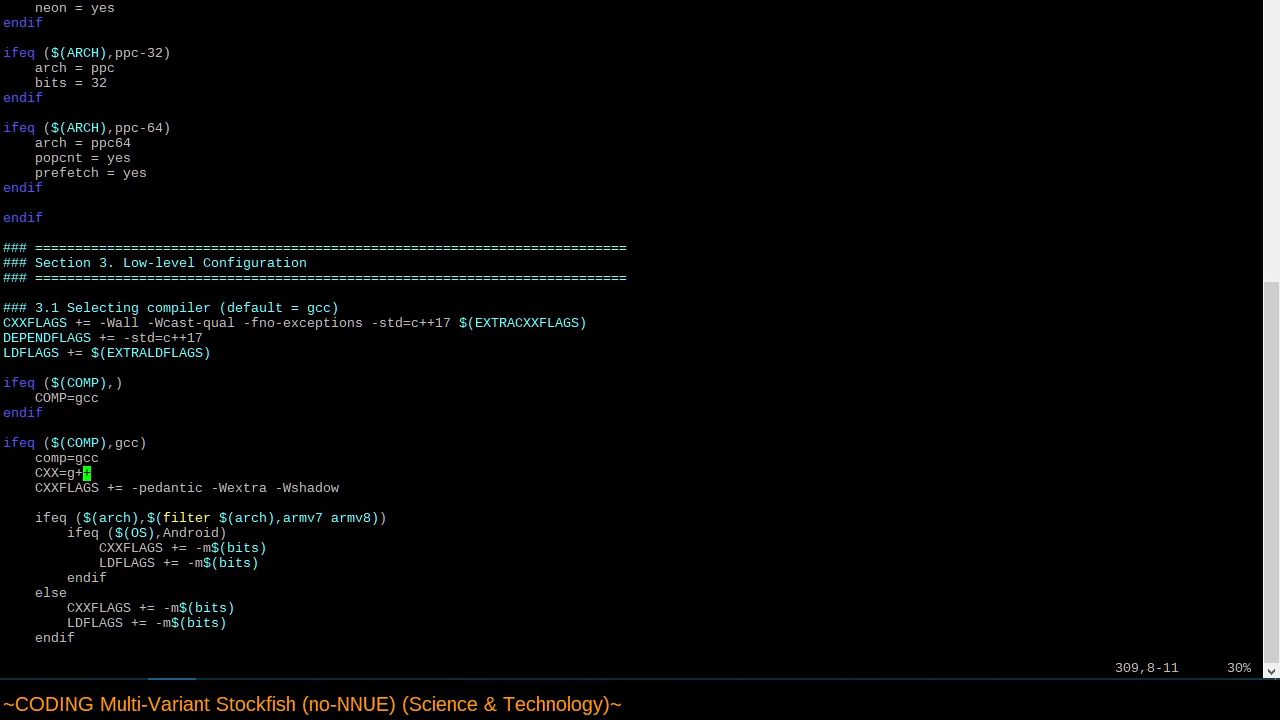 neon = yes
endif
ifeq ($(ARCH),ppc-32)
arch = ppc
bits = 32
endif
ifeq ($(ARCH),ppc-64)
arch = ppc64
popcnt = yes
prefetch = yes
endif
endif
### ==========================================================================
### Section 3. Low-level Configuration
### ==========================================================================
### 3.1 Selecting compiler (default = gcc)
CXXFLAGS += -Wall -Wcast-qual -fno-exceptions -std=c++17 $(EXTRACXXFLAGS)
DEPENDFLAGS += -std=c++17
LDFLAGS += $(EXTRALDFLAGS)
ifeq ($(COMP),)
COMP=gcc
endif
ifeq ($(COMP),gcc)
comp=gcc
CXX=g++
CXXFLAGS += -pedantic -Wextra -Wshadow
ifeq ($(arch),$(filter $(arch),armv7 armv8))
ifeq ($(OS),Android)
CXXFLAGS += -m$(bits)
LDFLAGS += -m$(bits)
endif
else
CXXFLAGS += -m$(bits)
LDFLAGS += -m$(bits)
endif
309,8-11 30%
~CODING Multi-Variant Stockfish (no-NNUE) (Science & Technology)~